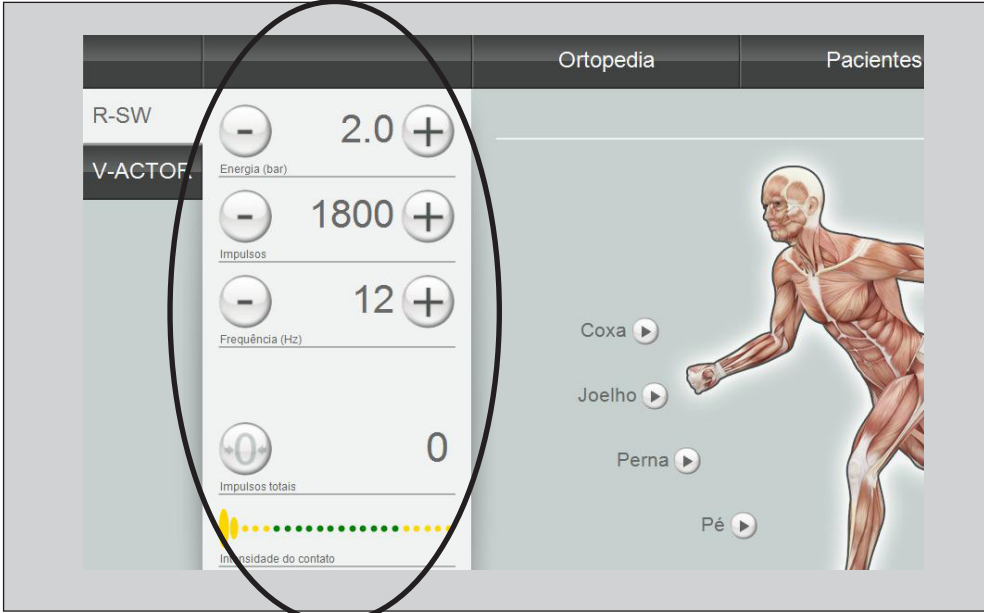 Ortopedia Pacientes
R-SW
V-ACTOR
- 2.0 +
Energia (bar)
- 1800 +
Impulsos
- 12 +
Frequência (Hz)
0 0
Impulsos totais
Intensidade do contato
Coxa
Joelho
Perna
Pé